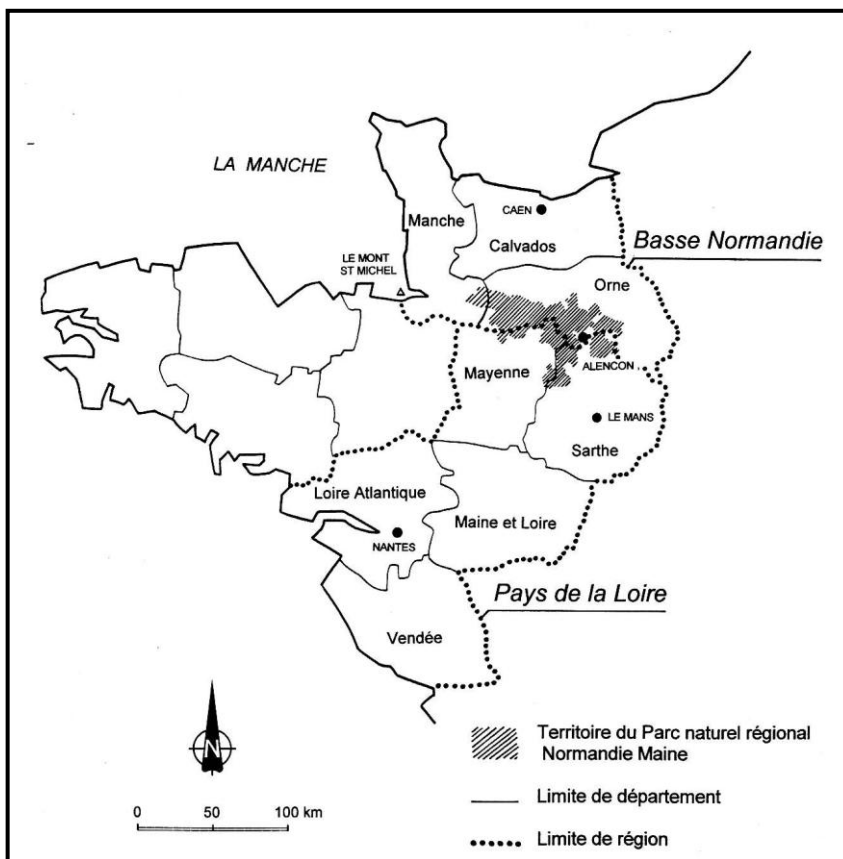 LA MANCHE
Manche
CAEN
Calvados
Basse Normandie
LE MONT
ST MICHEL
Orne
Mayenne
ALENCON
LE MANS
Sarthe
Loire Atlantique
Maine et Loire
NANTES
Pays de la Loire
Vendée
N
Territoire du Parc naturel régional
Normandie Maine
Limite de département
Limite de région
0 50 100 km